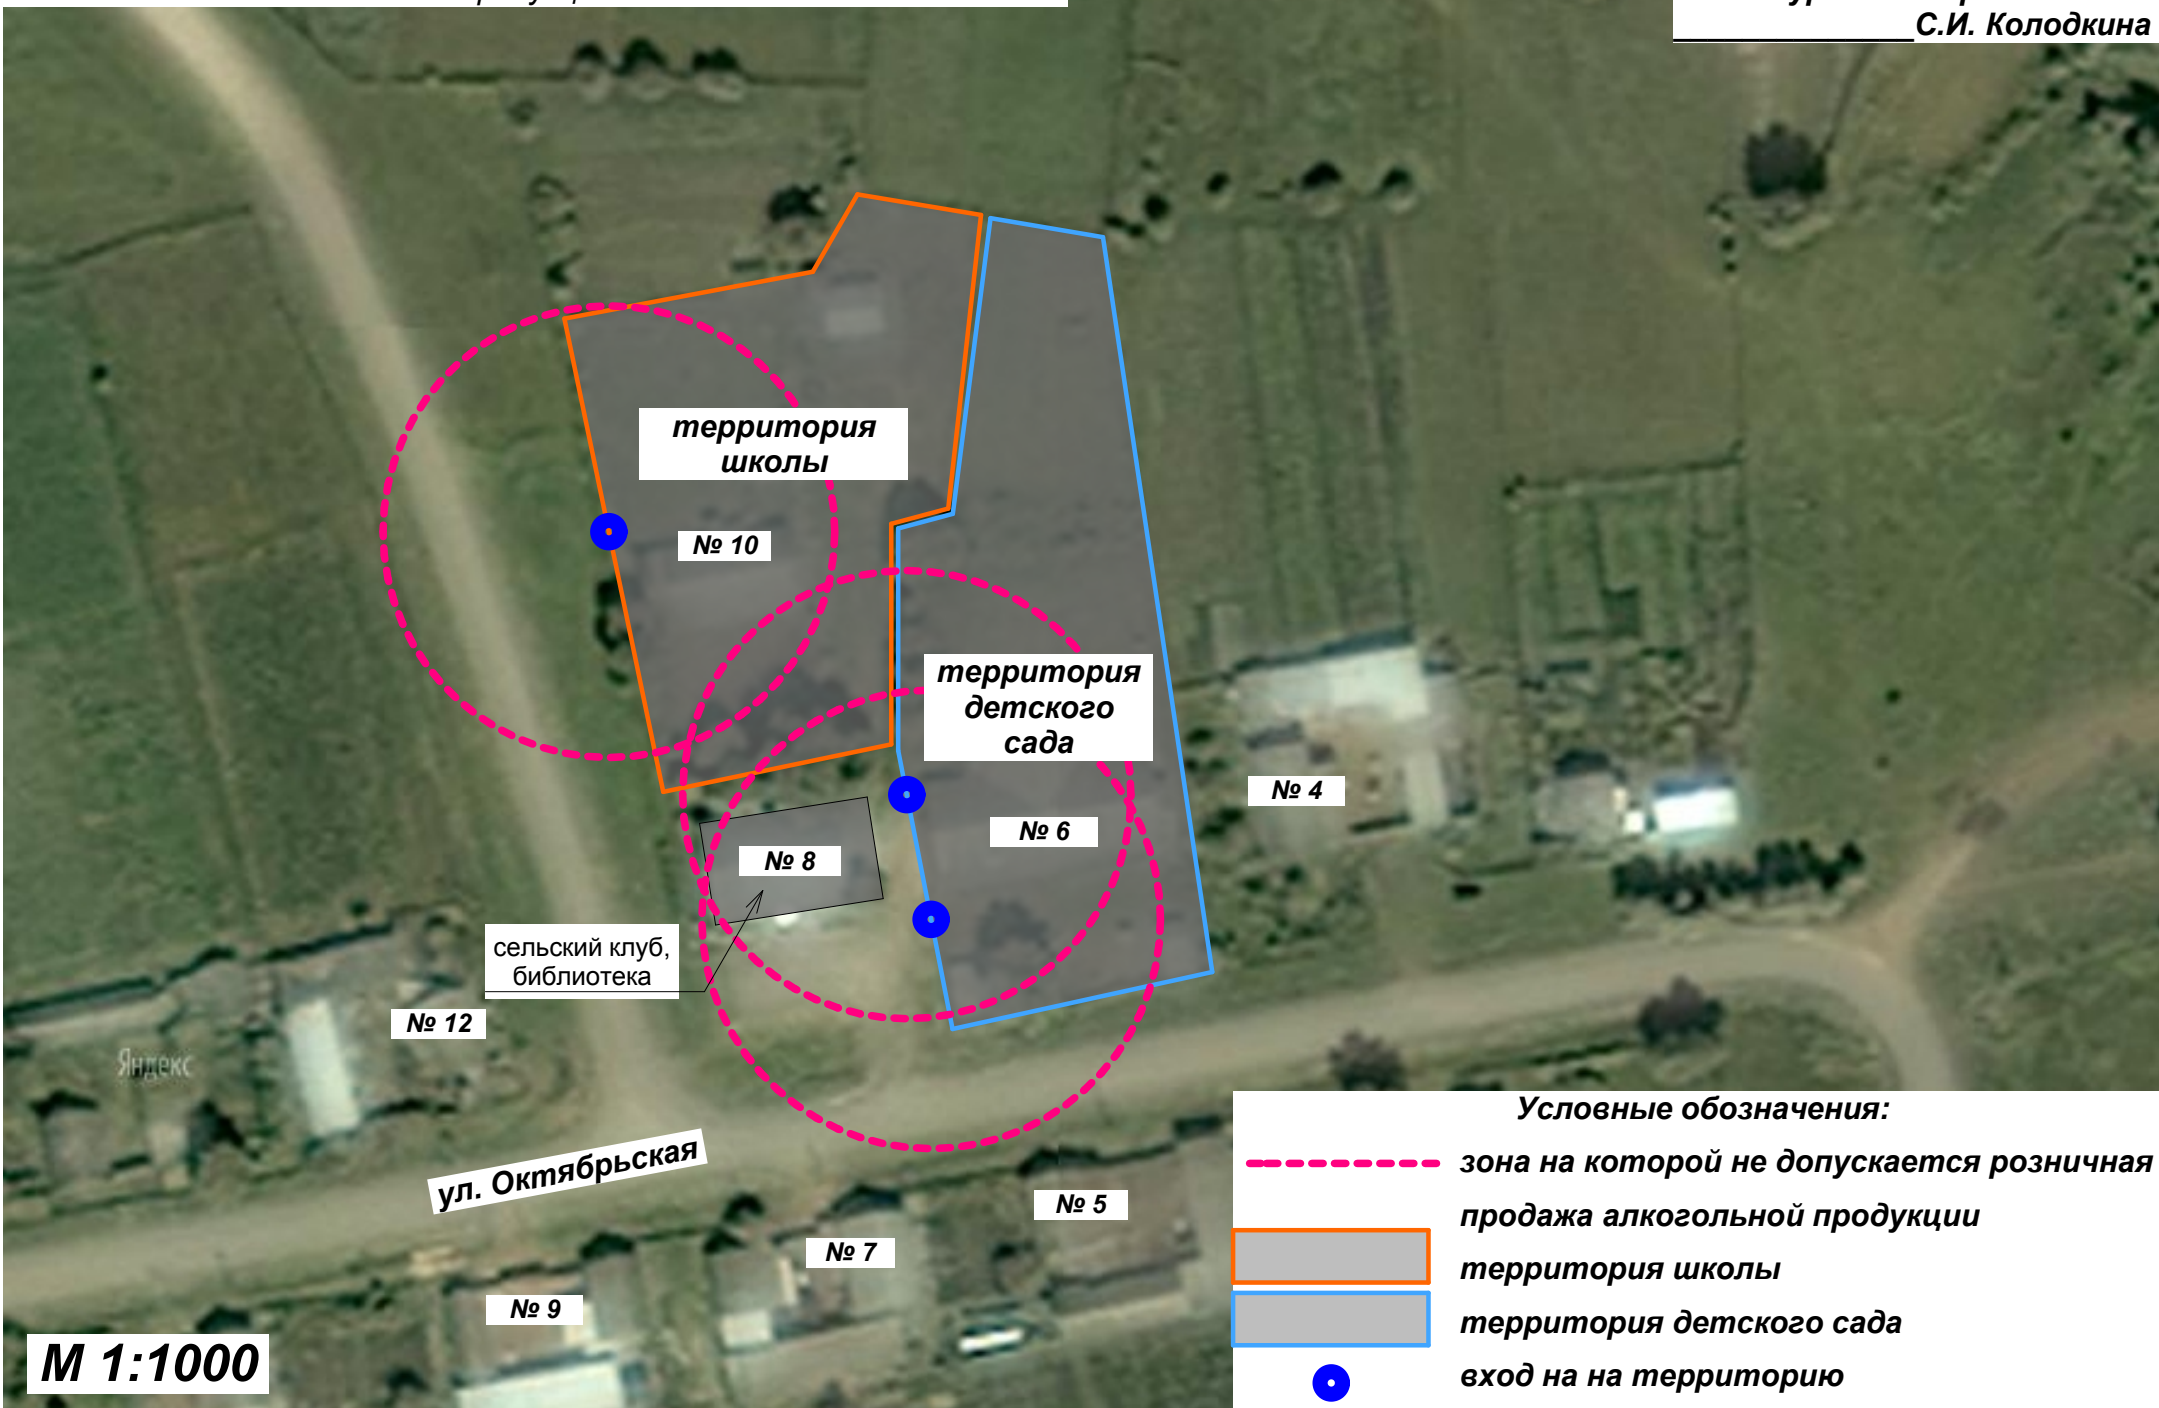 С.И. Колодкина
территория
школы
№ 10
территория
детского
сада
№ 4
№ 6
№ 8
сельский клуб,
библиотека
№ 12
Яндекс
ул. Октябрьская
№ 5
№ 7
№ 9
М 1:1000
Условные обозначения:
зона на которой не допускается розничная
продажа алкогольной продукции
территория школы
территория детского сада
вход на на территорию